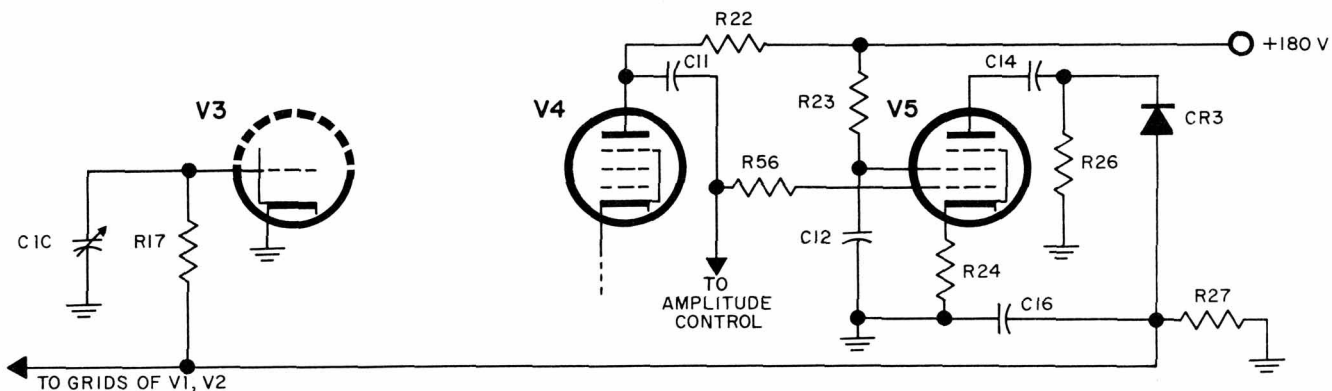 R22
+180 V
C11
C14
V3
V4
R23
V5
CR3
R56
R26
C1C
R17
C12
R24
TO
AMPLITUDE
CONTROL
C16
R27
TO GRIDS OF V1, V2